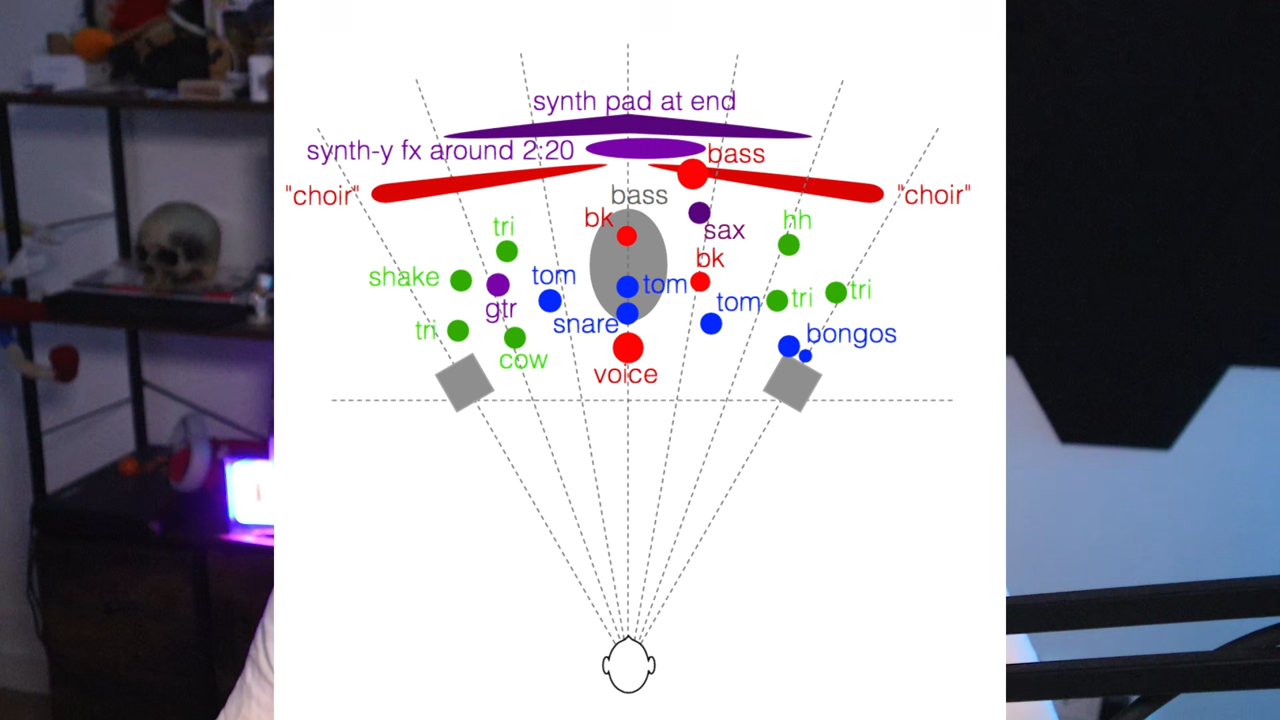 synth pad at end
synth-y fx around 2:20
bass
"choir"
"choir"
bass
bk
sax
tri
hh
shake
gtr
tom
tom
bk
tom
tri
tri
tri
snare
cow
bongos
voice